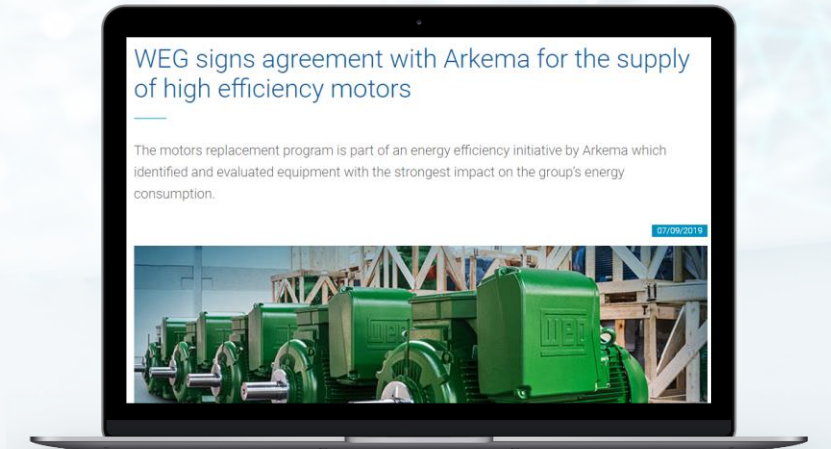 WEG signs agreement with Arkema for the supply
of high efficiency motors
The motors replacement program is part of an energy efficiency initiative by Arkema which
identified and evaluated equipment with the strongest impact on the group's energy
consumption.
07/09/2019
WEG